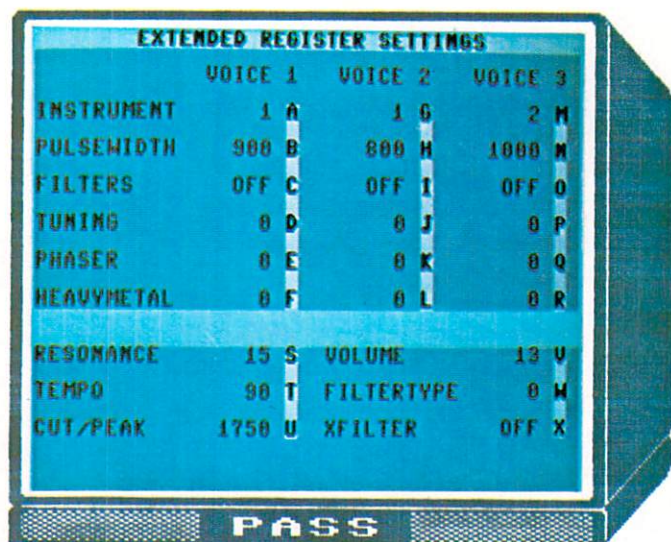 EXTENDED REGISTER SETTINGS
VOICE 1 VOICE 2 VOICE 3
INSTRUMENT 1 A 1 G 2 M
PULSEWIDTH 900 B 800 H 1000 N
FILTERS OFF C OFF I OFF O
TUNING 0 D 0 J 0 P
PHASER 0 E 0 K 0 Q
HEAVYMETAL 0 F 0 L 0 R
RESONANCE 15 S VOLUME 13 V
TEMPO 90 T FILTERTYPE 0 W
CUT/PEAK 1750 U XFILTER OFF X
PASS